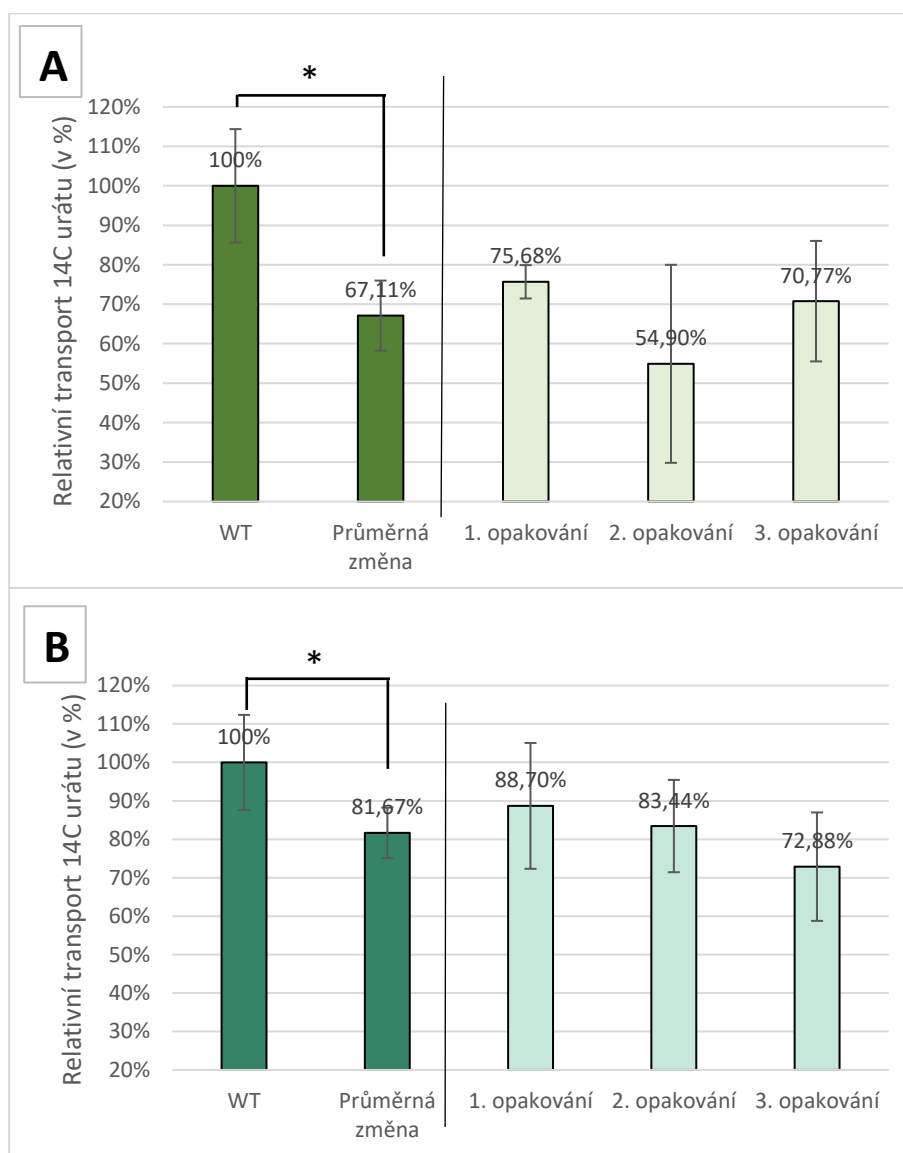 A
*
Relativní transport 14C urátu (v %)
120%
110%
100%
90%
80%
70%
60%
50%
40%
30%
20%
100%
67,11%
75,68%
54,90%
70,77%
WT
Průměrná
změna
1. opakování
2. opakování
3. opakování
B
*
Relativní transport 14C urátu (v %)
120%
110%
100%
90%
80%
70%
60%
50%
40%
30%
20%
100%
81,67%
88,70%
83,44%
72,88%
WT
Průměrná
změna
1. opakování
2. opakování
3. opakování